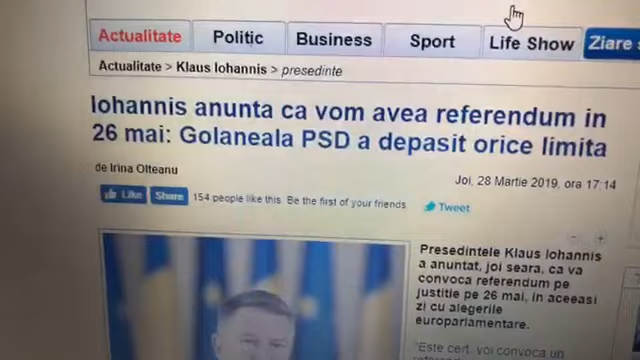 Actualitate Politic Business Sport Life Show Ziare
Actualitate > Klaus Iohannis > presedinte
Iohannis anunta ca vom avea referendum in
26 mai: Golaneala PSD a depasit orice limita
de Irina Olteanu
Joi, 28 Martie 2019, ora 17:14
Like Share 154 people like this. Be the first of your friends. Tweet
Presedintele Klaus Iohannis
a anuntat, joi seara, ca va
convoca referendum pe
justitie pe 26 mai, in aceeasi
zi cu alegerile
europarlamentare.
"Este cert, voi convoca un